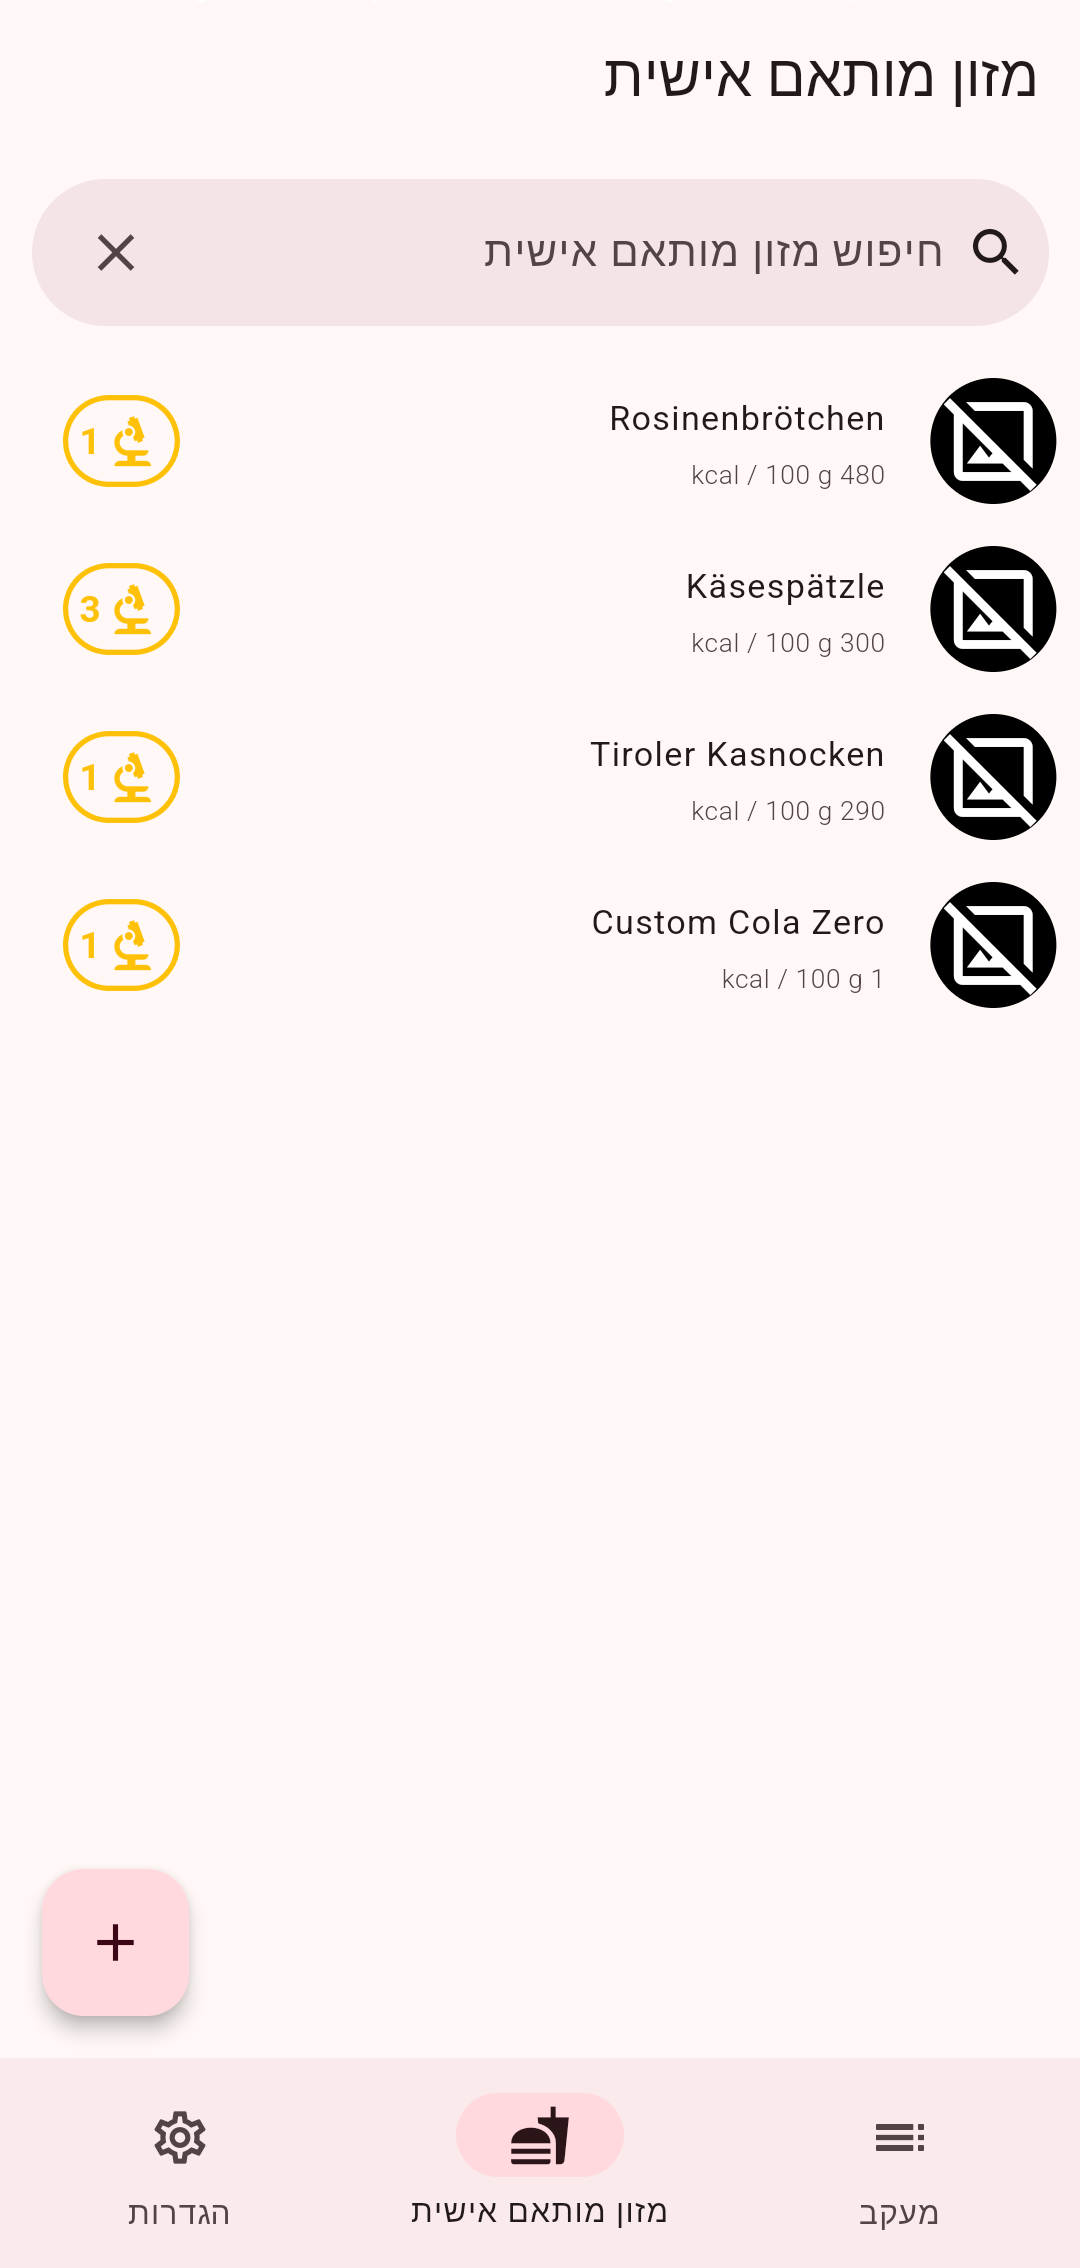 מזון מותאם אישית
חיפוש מזון מותאם אישית
Rosinenbrötchen
kcal / 100 g 480
1
Käsespätzle
kcal / 100 g 300
3
Tiroler Kasnocken
kcal / 100 g 290
1
Custom Cola Zero
kcal / 100 g 1
1
מעקב
מזון מותאם אישית
הגדרות